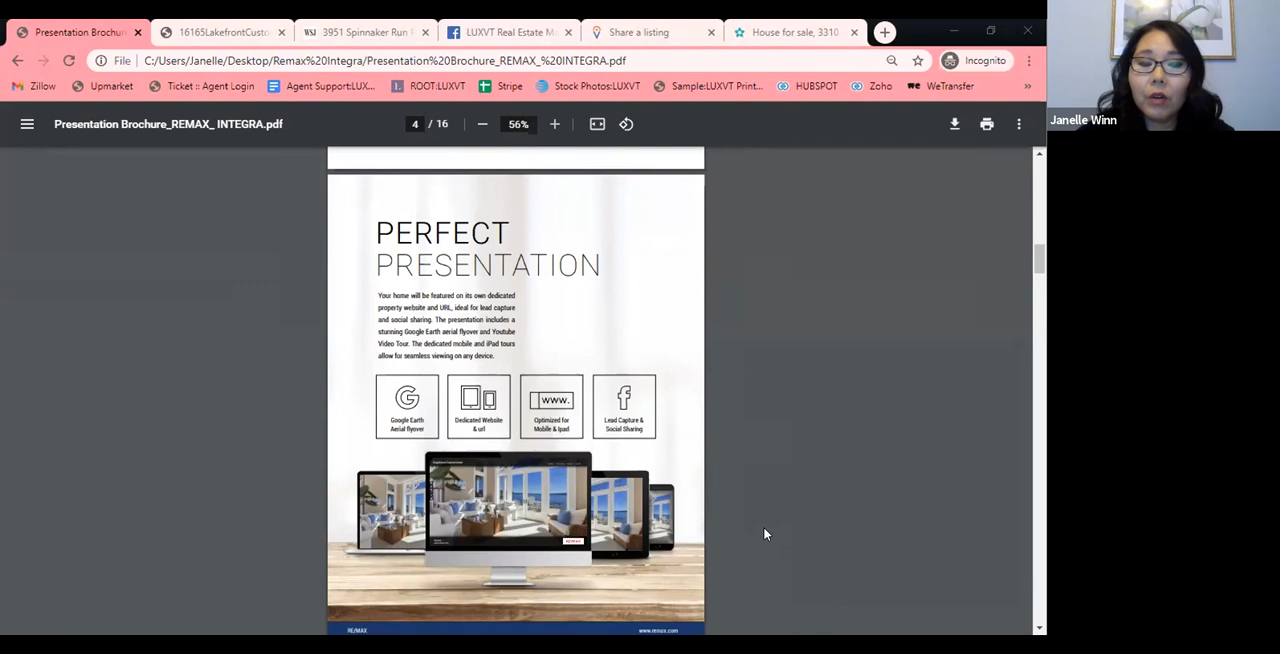 Presentation Brochur
16165LakefrontCusto
WSJ 3951 Spinnaker Run
LUXVT Real Estate M
Share a listing
House for sale, 3310
File C:/Users/Janelle/Desktop/Remax%20Integra/Presentation%20Brochure_REMAX_%20INTEGRA.pdf
Incognito
Zillow
Upmarket
Ticket :: Agent Login
Agent Support:LUX...
ROOT:LUXVT
Stripe
Stock Photos:LUXVT
Sample:LUXVT Print...
HUBSPOT
Zoho
we WeTransfer
Janelle Winn
Presentation Brochure_REMAX_ INTEGRA.pdf
4 / 16
56%
PERFECT
PRESENTATION
Your home will be featured on its own dedicated
property website and URL, ideal for lead capture
and social sharing. The presentation includes a
stunning Google Earth aerial flyover and Youtube
Video Tour. The dedicated mobile and iPad tours
allow for seamless viewing on any device.
Google Earth
Aerial flyover
Dedicated Website
& url
www.
Optimized for
Mobile & Ipad
Lead Capture &
Social Sharing
RE/MAX
RE/MAX
www.remax.com